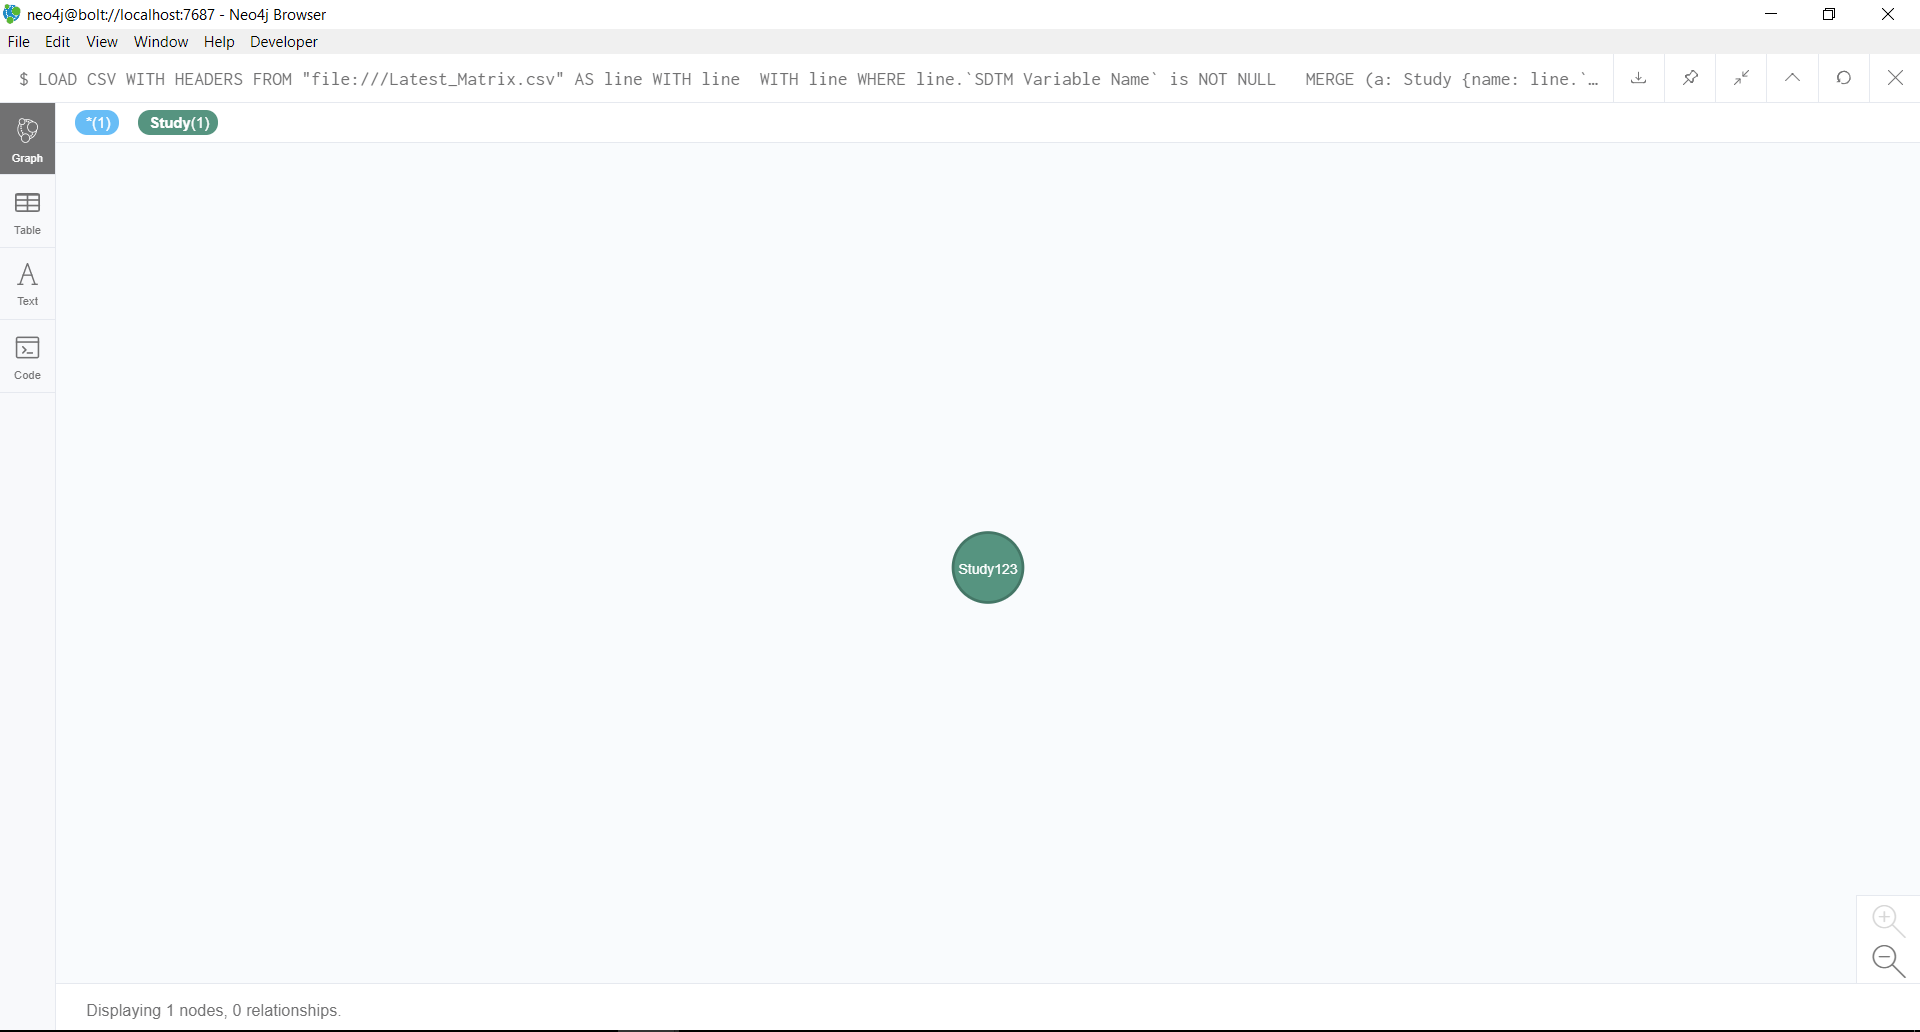 neo4j@bolt://localhost:7687 - Neo4j Browser
File Edit View Window Help Developer
$ LOAD CSV WITH HEADERS FROM "file:///Latest_Matrix.csv" AS line WITH line WITH line WHERE line.`SDTM Variable Name` is NOT NULL MERGE (a: Study {name: line.`…
*(1) Study(1)
Graph
Table
A
Text
Code
Study123
Displaying 1 nodes, 0 relationships.